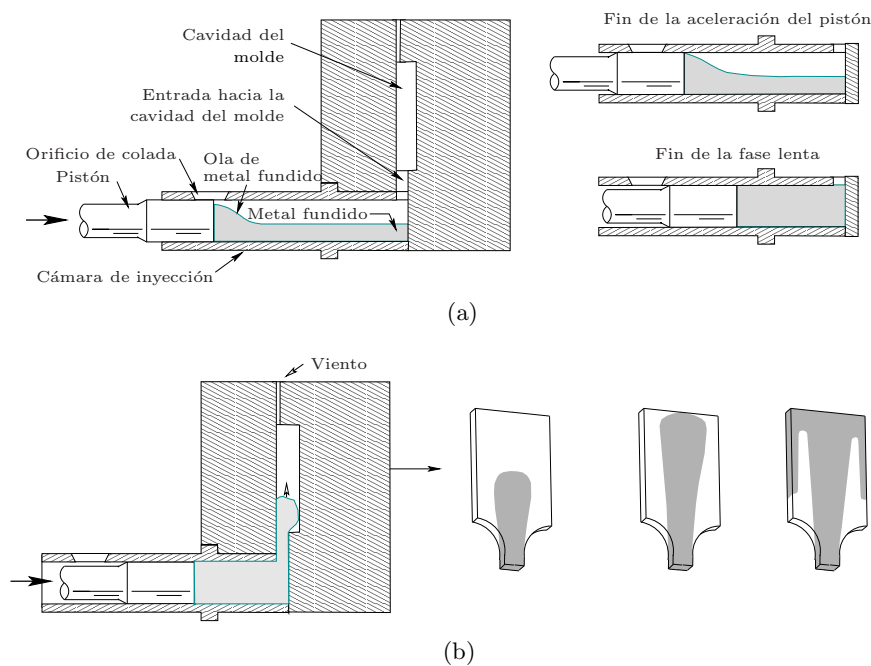 Cavidad del
molde
Entrada hacia la
cavidad del molde
Orificio de colada
Ola de
metal fundido
Pistón
Metal fundido
Cámara de inyección
Fin de la aceleración del pistón
Fin de la fase lenta
(a)
Viento
(b)